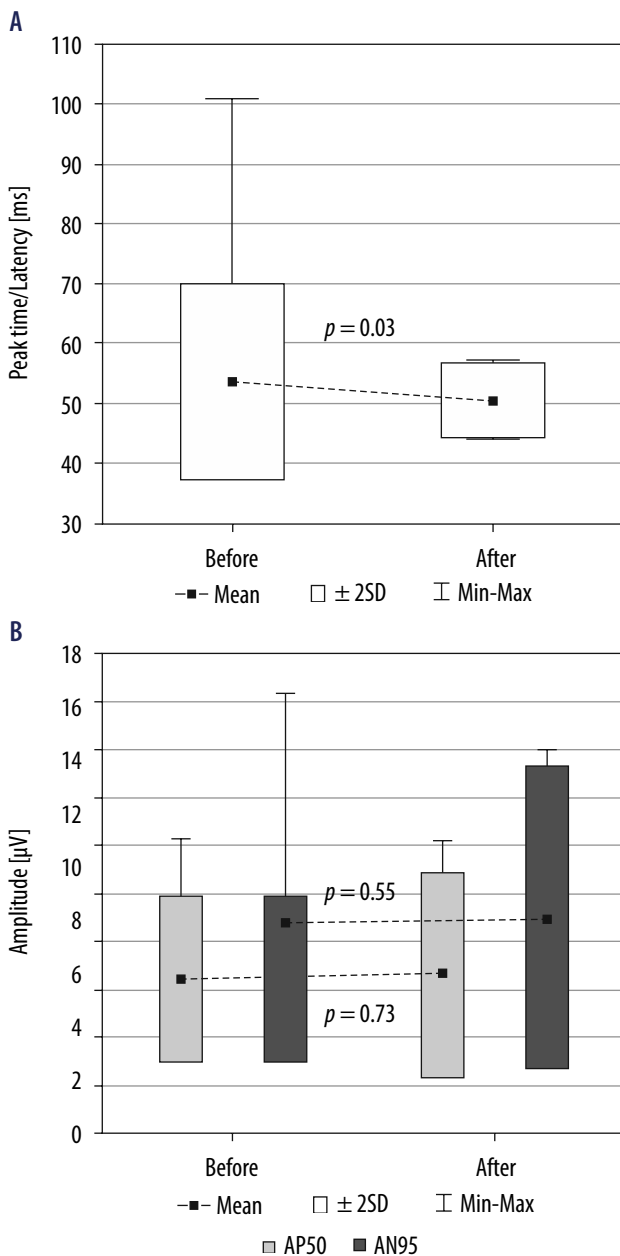 A
Peak time/Latency [ms]
110
100
90
80
70
60
50
40
30
p = 0.03
Before After
Mean ± 2SD Min-Max
B
Amplitude [µV]
18
16
14
12
10
8
6
4
2
0
p = 0.55
p = 0.73
Before After
Mean ± 2SD Min-Max
AP50 AN95